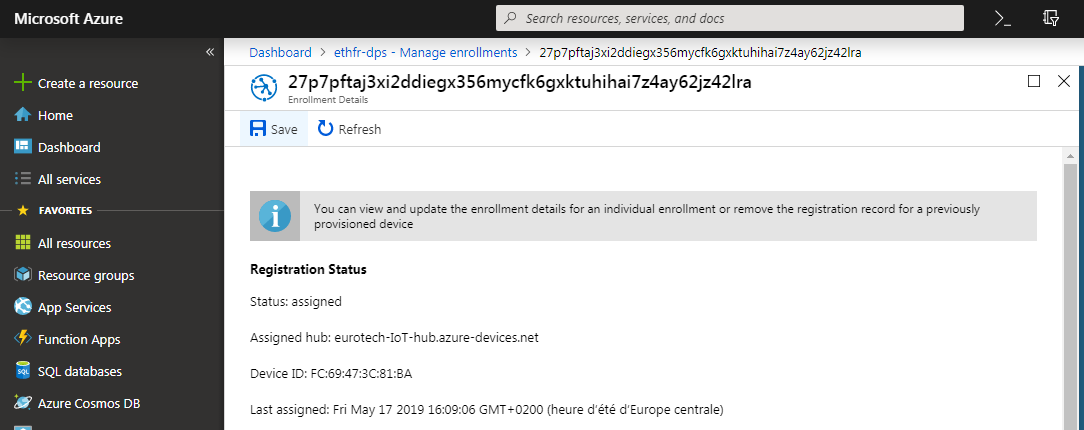 Microsoft Azure
Search resources, services, and docs
Create a resource
Home
Dashboard
All services
FAVORITES
All resources
Resource groups
App Services
Function Apps
SQL databases
Azure Cosmos DB
Dashboard > ethfr-dps - Manage enrollments > 27p7pftaj3xi2ddiegx356mycfk6gxktuhihai7z4ay62jz42lra
27p7pftaj3xi2ddiegx356mycfk6gxktuhihai7z4ay62jz42lra
Enrollment Details
Save Refresh
You can view and update the enrollment details for an individual enrollment or remove the registration record for a previously
provisioned device
Registration Status
Status: assigned
Assigned hub: eurotech-IoT-hub.azure-devices.net
Device ID: FC:69:47:3C:81:BA
Last assigned: Fri May 17 2019 16:09:06 GMT+0200 (heure d'été d'Europe centrale)